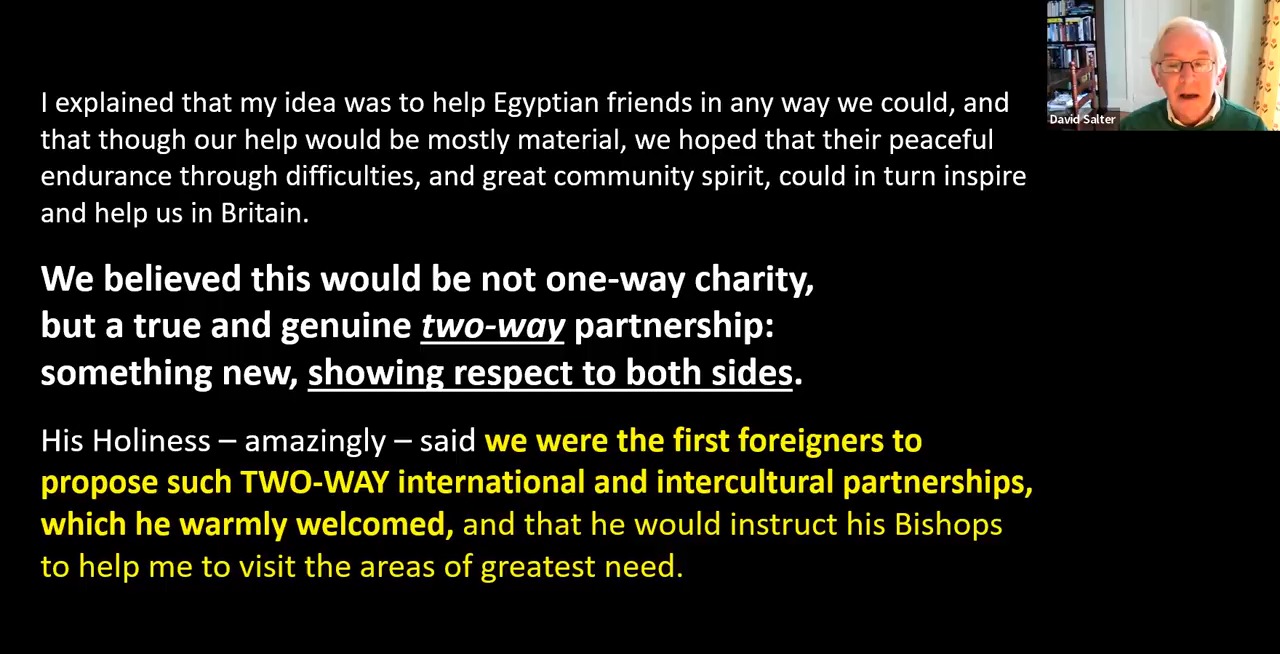 I explained that my idea was to help Egyptian friends in any way we could, and
that though our help would be mostly material, we hoped that their peaceful
endurance through difficulties, and great community spirit, could in turn inspire
and help us in Britain.
We believed this would be not one-way charity,
but a true and genuine two-way partnership:
something new, showing respect to both sides.
His Holiness – amazingly – said we were the first foreigners to
propose such TWO-WAY international and intercultural partnerships,
which he warmly welcomed, and that he would instruct his Bishops
to help me to visit the areas of greatest need.
David Salter